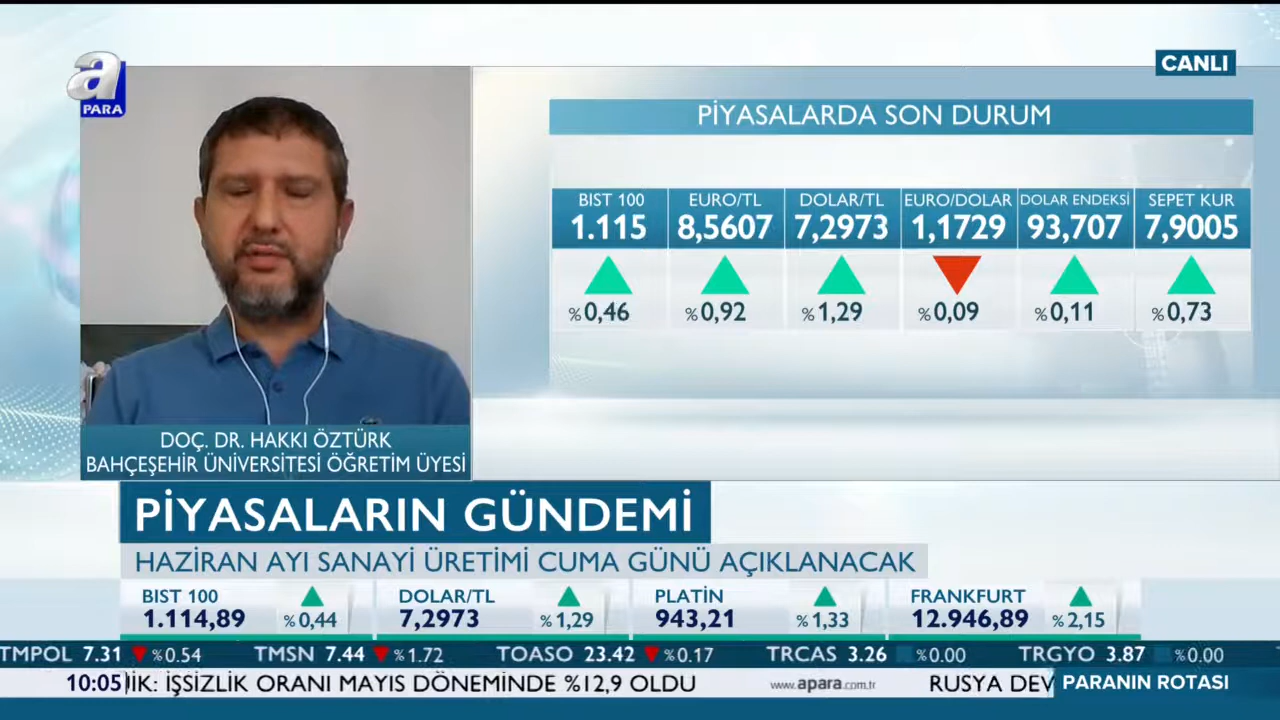 a
PARA
CANLI
PİYASALARDA SON DURUM
BIST 100 EURO/TL DOLAR/TL EURO/DOLAR DOLAR ENDEKSİ SEPET KUR
1.115 8,5607 7,2973 1,1729 93,707 7,9005
%0,46 %0,92 %1,29 %0,09 %0,11 %0,73
DOÇ. DR. HAKKI ÖZTÜRK
BAHÇEŞEHİR ÜNİVERSİTESİ ÖĞRETİM ÜYESİ
PİYASALARIN GÜNDEMİ
HAZİRAN AYI SANAYİ ÜRETİMİ CUMA GÜNÜ AÇIKLANACAK
BIST 100 DOLAR/TL PLATİN FRANKFURT
1.114,89 %0,44 7,2973 %1,29 943,21 %1,33 12.946,89 %2,15
TMPOL 7.31 %0.54 TMSN 7.44 %1.72 TOASO 23.42 %0.17 TRCAS 3.26 %0.00 TRGYO 3.87 %0.00
10:05 İK: İŞSİZLİK ORANI MAYIS DÖNEMİNDE %12,9 OLDU www.apara.com.tr RUSYA DEV PARANIN ROTASI